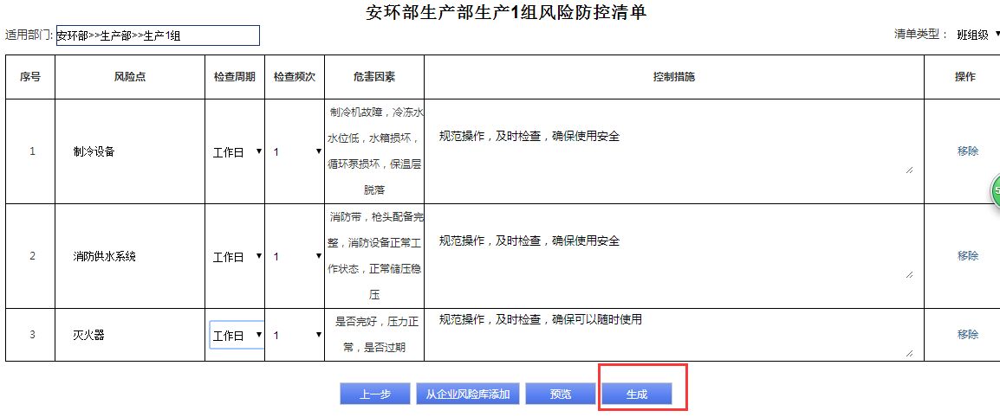 安环部生产部生产1组风险防控清单
适用部门: 安环部>>生产部>>生产1组 清单类型： 班组级
序号 风险点 检查周期 检查频次 危害因素 控制措施 操作
1 制冷设备 工作日 1 制冷机故障，冷冻水
水位低，水箱损坏，
循环泵损坏，保温层
脱落 规范操作，及时检查，确保使用安全 移除
2 消防供水系统 工作日 1 消防带，枪头配备完
整，消防设备正常工
作状态，正常储压稳
压 规范操作，及时检查，确保使用安全 移除
3 灭火器 工作日 1 是否完好，压力正
常，是否过期 规范操作，及时检查，确保可以随时使用 移除
上一步 从企业风险库添加 预览 生成